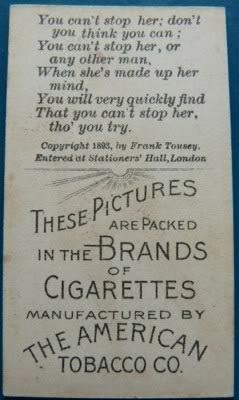 You can't stop her; don't
you think you can;
You can't stop her, or
any other man,
When she's made up her
mind,
You will very quickly find
That you can't stop her,
tho' you try.
Copyright 1893, by Frank Tousey.
Entered at Stationers' Hall, London
THESE PICTURES
ARE PACKED
IN THE BRANDS
OF
CIGARETTES
MANUFACTURED BY
THE AMERICAN
TOBACCO CO.